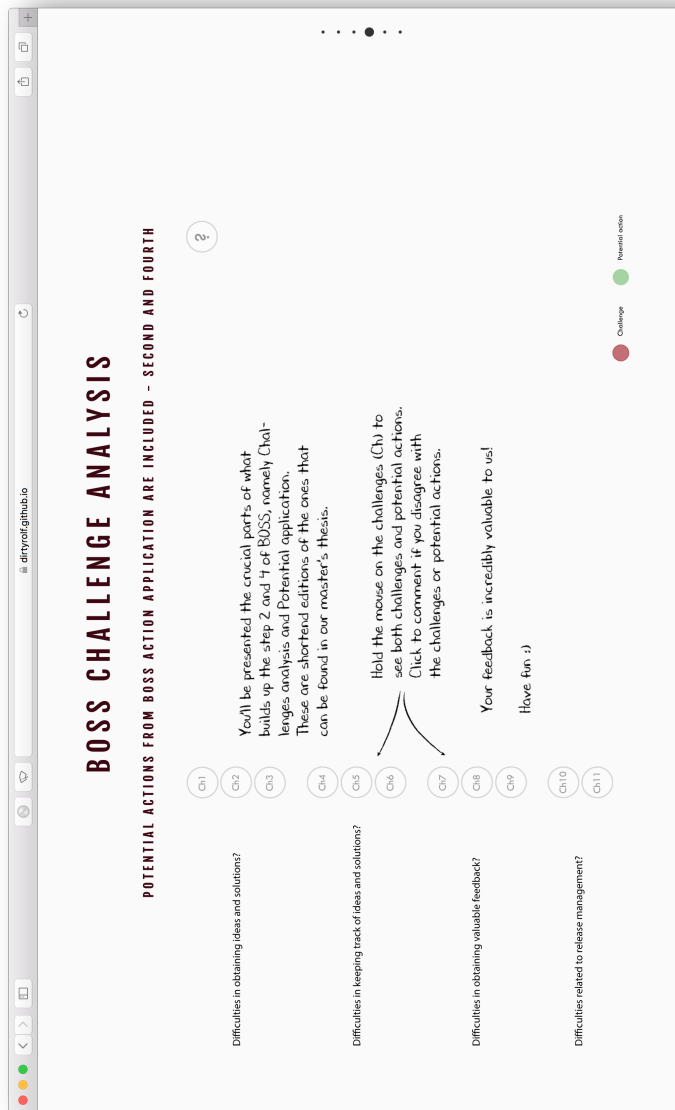 dirtyrolf.github.io
BOSS CHALLENGE ANALYSIS
POTENTIAL ACTIONS FROM BOSS ACTION APPLICATION ARE INCLUDED - SECOND AND FOURTH
?
Difficulties in obtaining ideas and solutions?
Ch1
Ch2
Ch3
You'll be presented the crucial parts of what
builds up the step 2 and 4 of BOSS, namely Chal-
lenges analysis and Potential application.
These are shortend editions of the ones that
can be found in our master's thesis.
Difficulties in keeping track of ideas and solutions?
Ch4
Ch5
Ch6
Hold the mouse on the challenges (Ch) to
see both challenges and potential actions.
Click to comment if you disagree with
the challenges or potential actions.
Difficulties in obtaining valuable feedback?
Ch7
Ch8
Ch9
Your feedback is incredibly valuable to us!
Have fun :)
Difficulties related to release management?
Ch10
Ch11
Challenge
Potential action